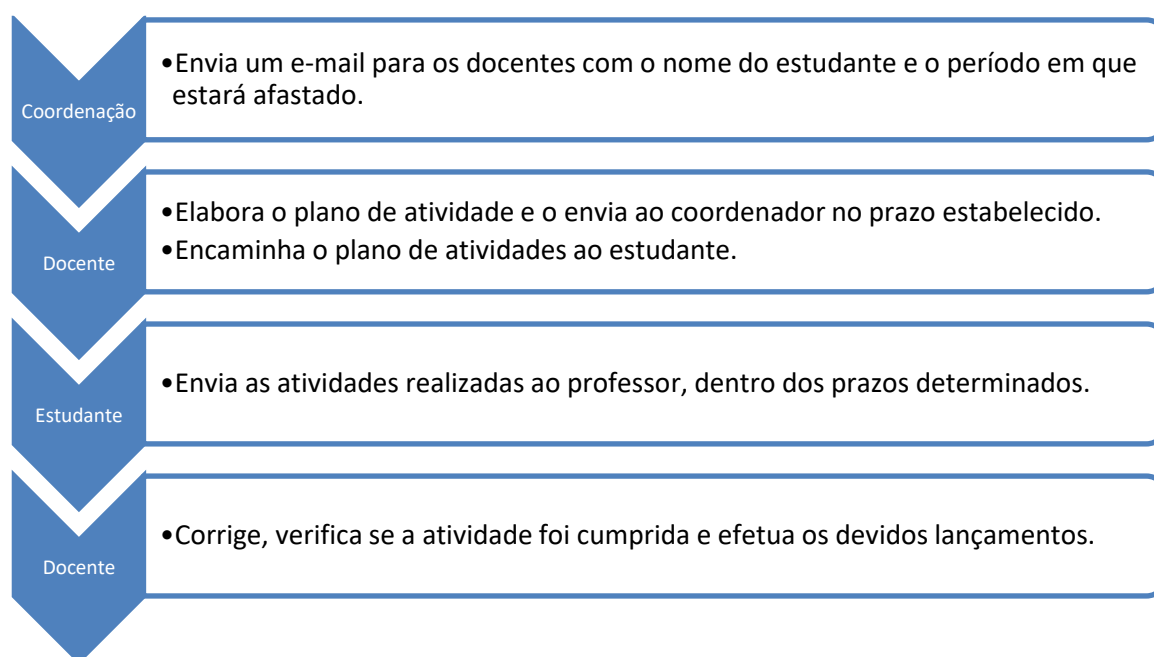 Coordenação
•Envia um e-mail para os docentes com o nome do estudante e o período em que
estará afastado.
Docente
•Elabora o plano de atividade e o envia ao coordenador no prazo estabelecido.
•Encaminha o plano de atividades ao estudante.
Estudante
•Envia as atividades realizadas ao professor, dentro dos prazos determinados.
Docente
•Corrige, verifica se a atividade foi cumprida e efetua os devidos lançamentos.